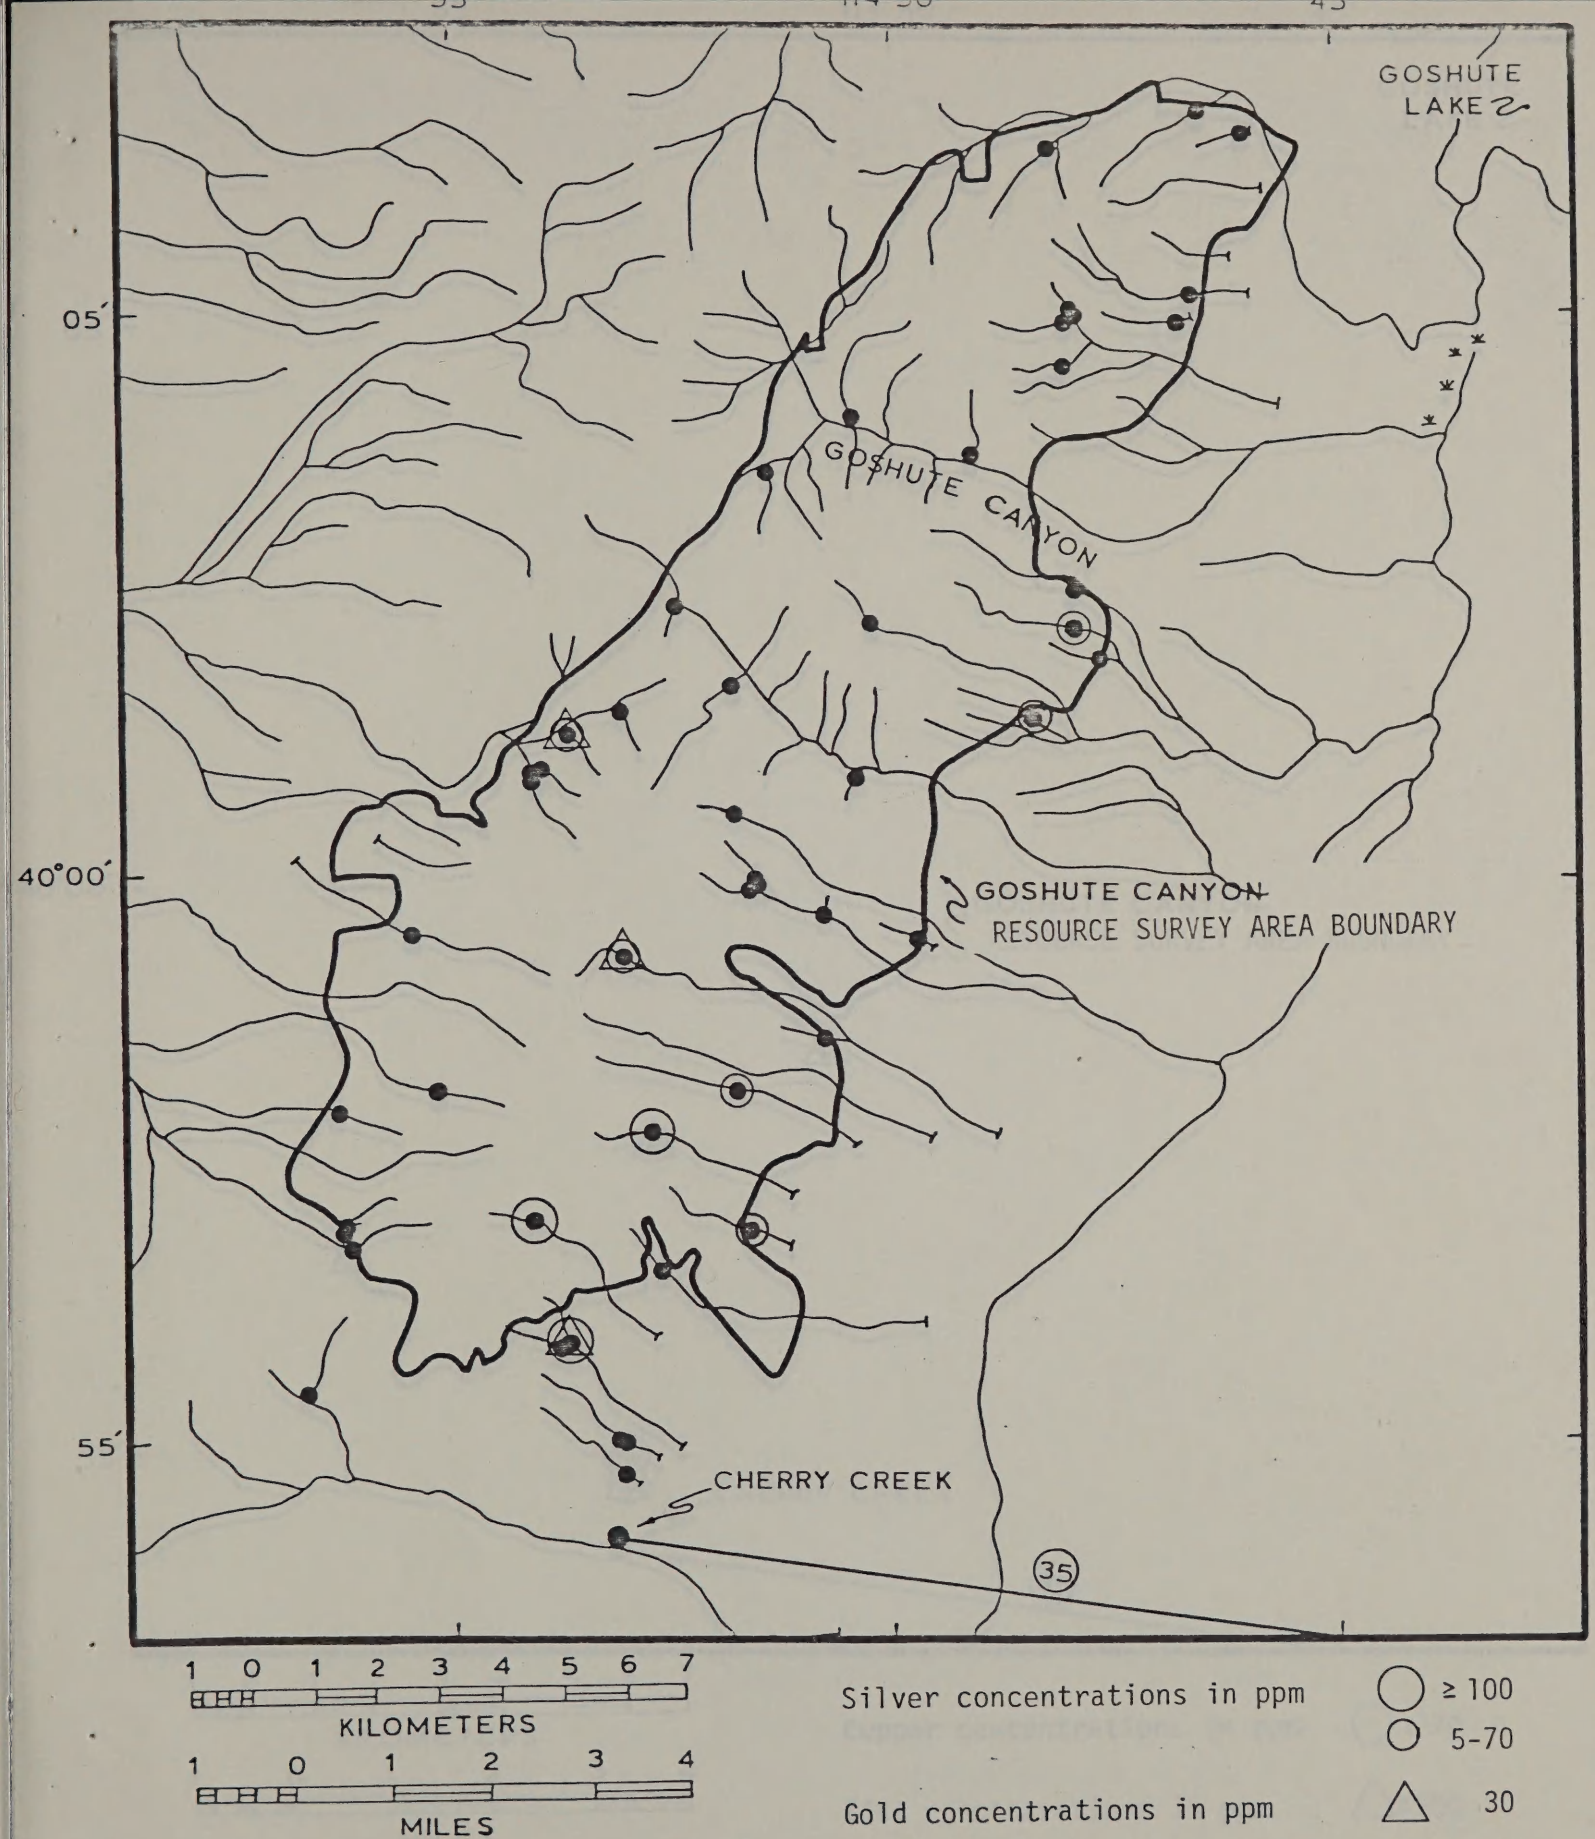 GOSHUTE
LAKE
05′
GOSHUTE CANYON
40°00′
GOSHUTE CANYON
RESOURCE SURVEY AREA BOUNDARY
55′
CHERRY CREEK
35
1 0 1 2 3 4 5 6 7
KILOMETERS
1 0 1 2 3 4
MILES
Silver concentrations in ppm
≥ 100
5-70
Gold concentrations in ppm
30